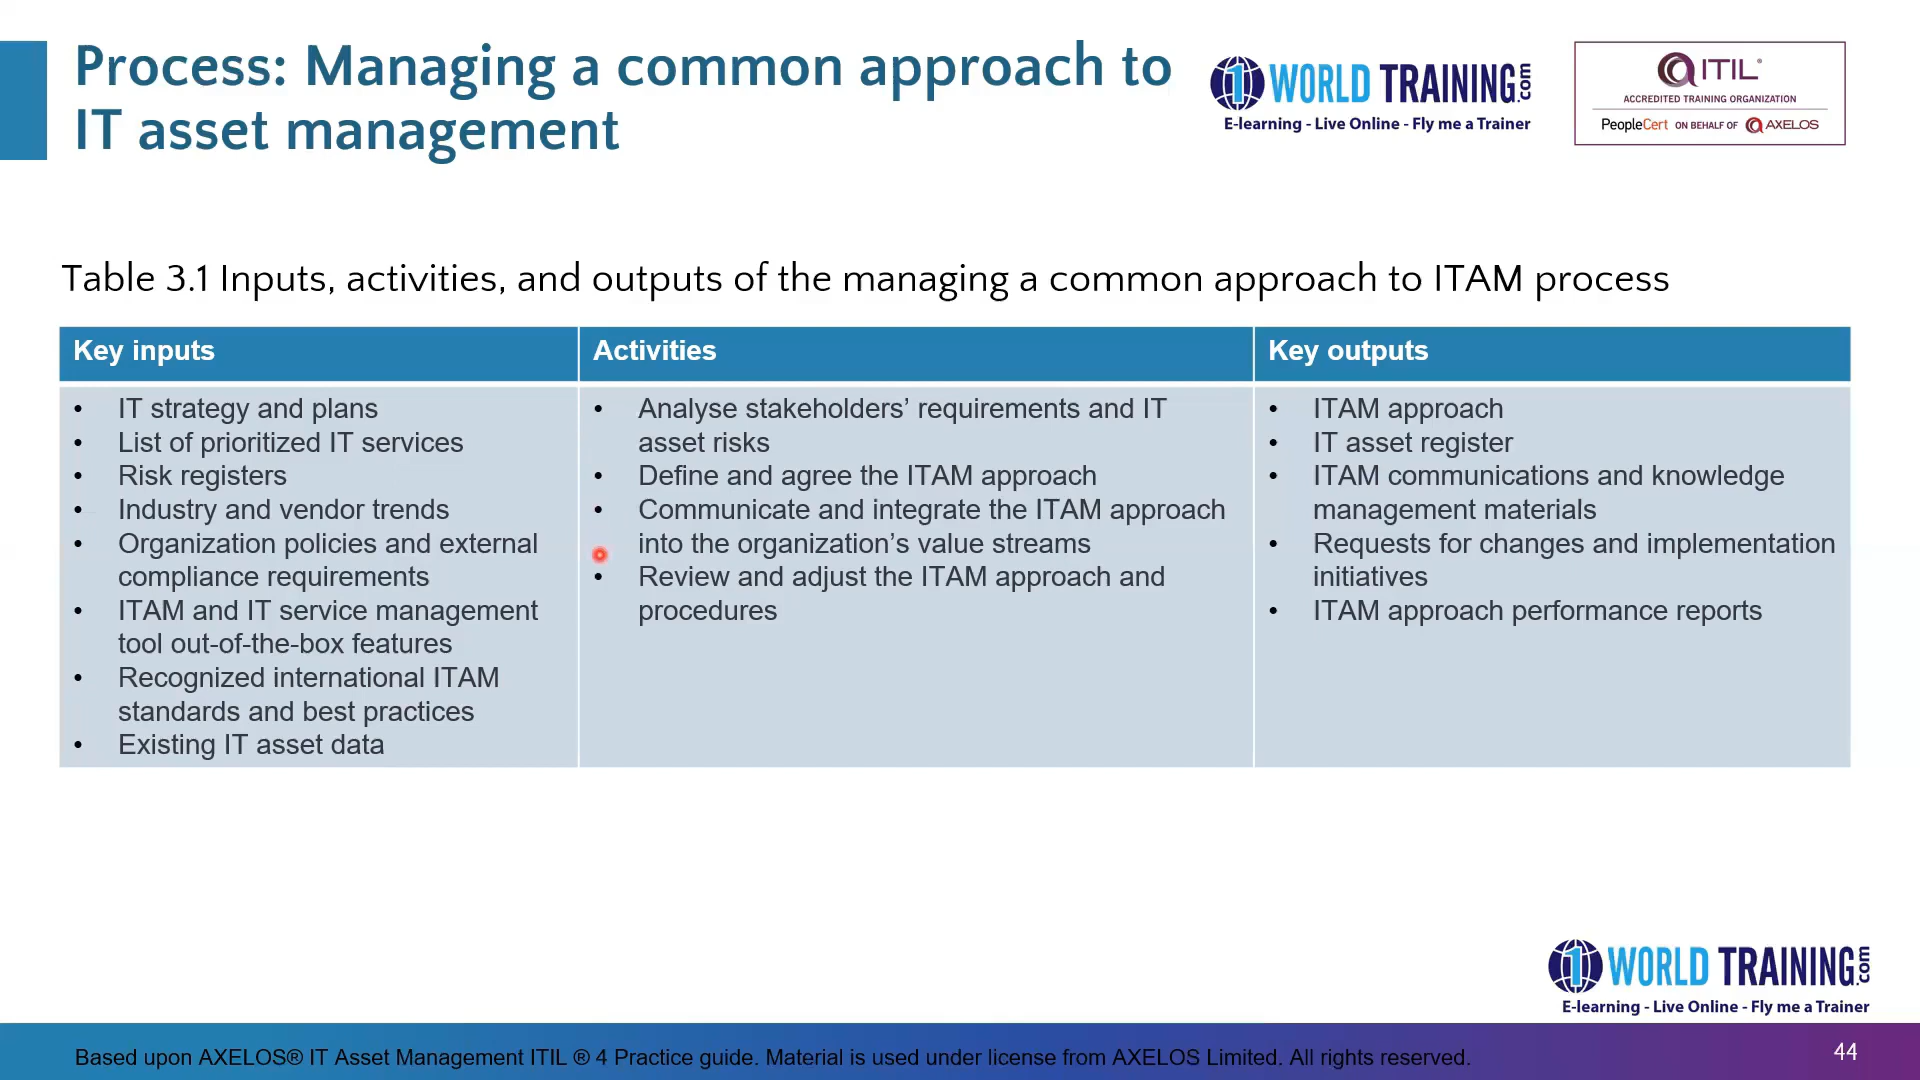 Process: Managing a common approach to
IT asset management
1 WORLD TRAINING.com
E-learning - Live Online - Fly me a Trainer
ITIL®
ACCREDITED TRAINING ORGANIZATION
PeopleCert ON BEHALF OF AXELOS
Table 3.1 Inputs, activities, and outputs of the managing a common approach to ITAM process
Key inputs
• IT strategy and plans
• List of prioritized IT services
• Risk registers
• Industry and vendor trends
• Organization policies and external
compliance requirements
• ITAM and IT service management
tool out-of-the-box features
• Recognized international ITAM
standards and best practices
• Existing IT asset data
Activities
• Analyse stakeholders’ requirements and IT
asset risks
• Define and agree the ITAM approach
• Communicate and integrate the ITAM approach
into the organization’s value streams
• Review and adjust the ITAM approach and
procedures
Key outputs
• ITAM approach
• IT asset register
• ITAM communications and knowledge
management materials
• Requests for changes and implementation
initiatives
• ITAM approach performance reports
1 WORLD TRAINING.com
E-learning - Live Online - Fly me a Trainer
Based upon AXELOS® IT Asset Management ITIL ® 4 Practice guide. Material is used under license from AXELOS Limited. All rights reserved.
44